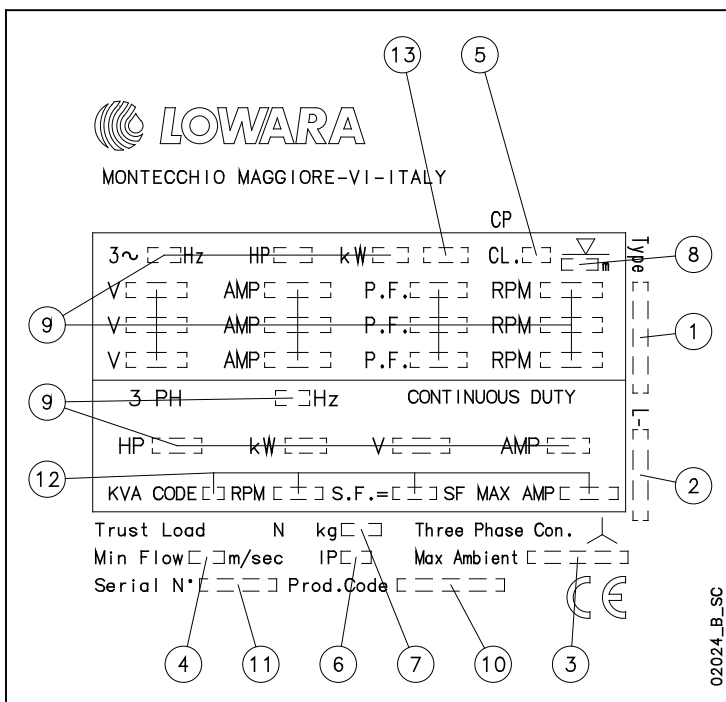 13 5
LOWARA
MONTECCHIO MAGGIORE-VI-ITALY
CP
3~ Hz HP kW CL. m
8
Type
V AMP P.F. RPM
9 V AMP P.F. RPM
1
V AMP P.F. RPM
9 3 PH Hz CONTINUOUS DUTY
L-
HP kW V AMP
12
2
KVA CODE RPM S.F.= SF MAX AMP
Trust Load N kg Three Phase Con.
Min Flow m/sec IP Max Ambient
Serial N° Prod.Code CE
4 11 6 7 10 3
02024_B_SC